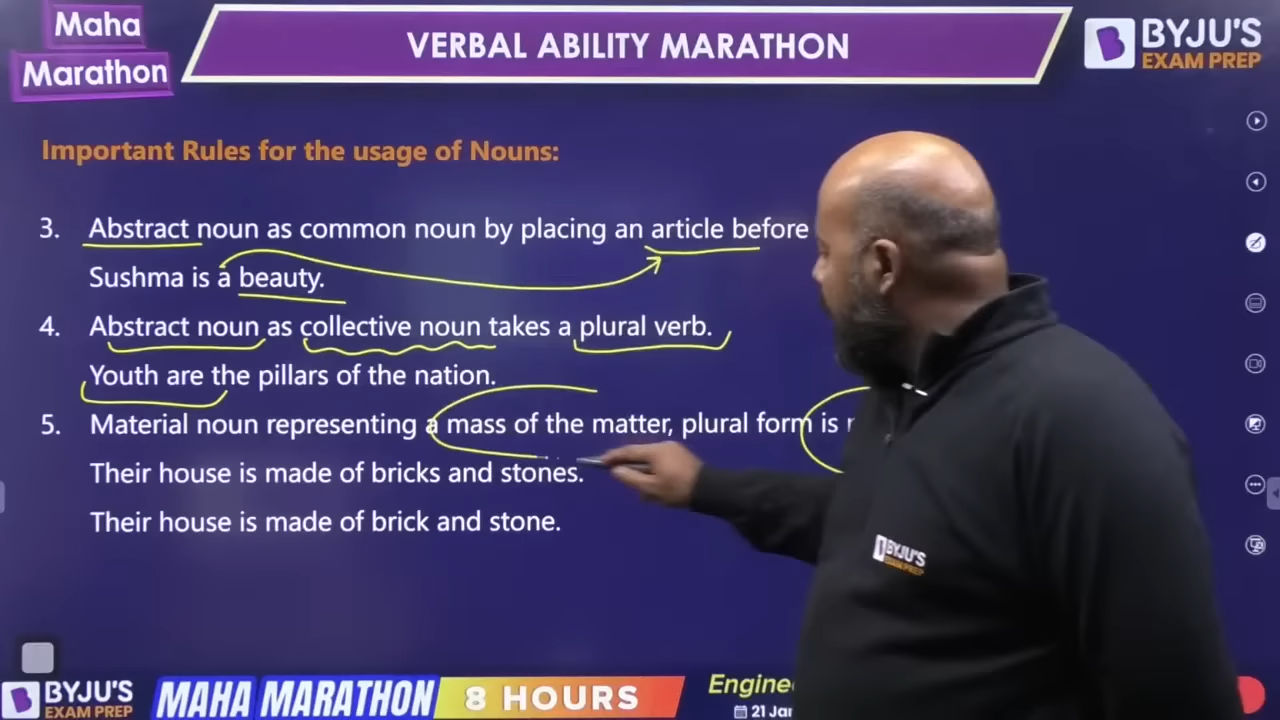 Maha
Marathon
VERBAL ABILITY MARATHON
BYJU'S
EXAM PREP
Important Rules for the usage of Nouns:
3. Abstract noun as common noun by placing an article before
Sushma is a beauty.
4. Abstract noun as collective noun takes a plural verb.
Youth are the pillars of the nation.
5. Material noun representing a mass of the matter, plural form is
Their house is made of bricks and stones.
Their house is made of brick and stone.
BYJU'S
EXAM PREP
BYJU'S
EXAM PREP
MAHA MARATHON
8 HOURS
21